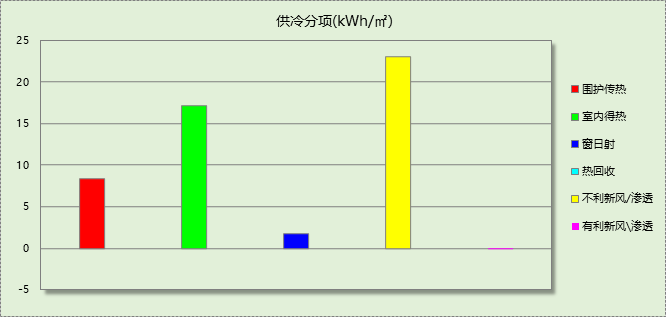 供冷分项(kWh/㎡)
25
20
15
10
5
0
-5
围护传热
室内得热
窗日射
热回收
不利新风/渗透
有利新风\渗透